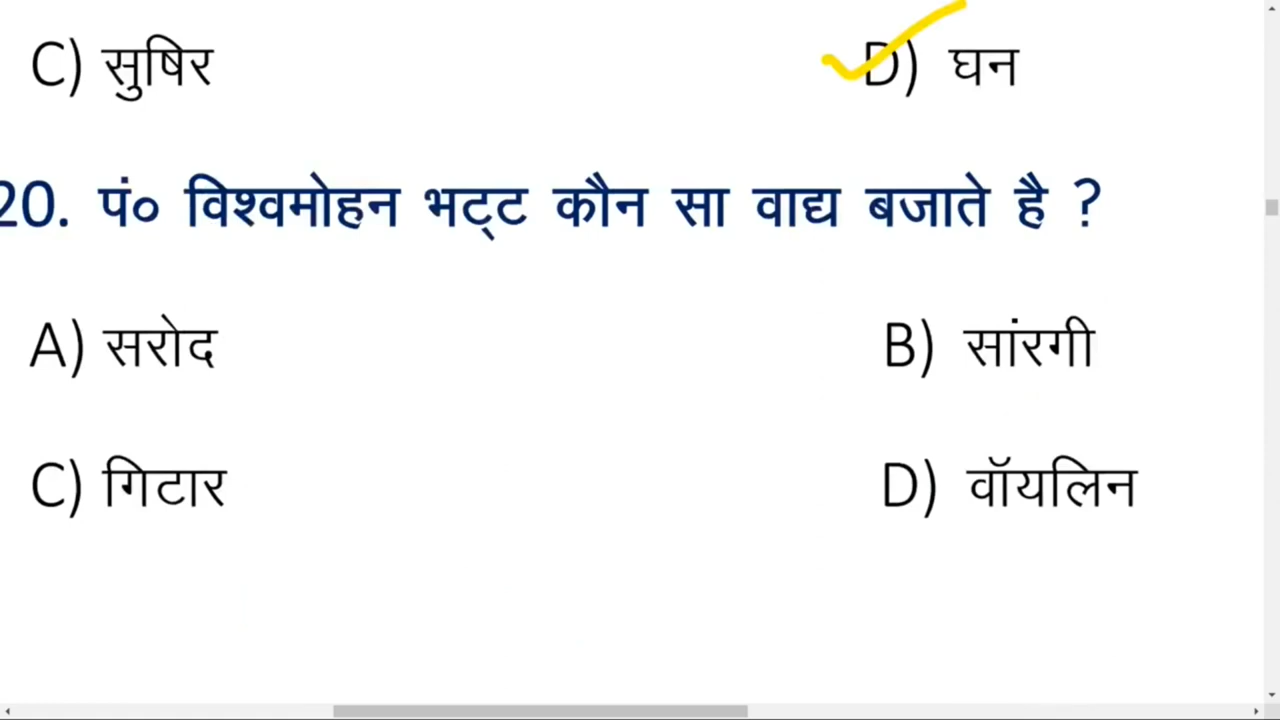 C) सुषिर D) घन
20. पं० विश्वमोहन भट्ट कौन सा वाद्य बजाते है ?
A) सरोद B) सांरगी
C) गिटार D) वॉयलिन